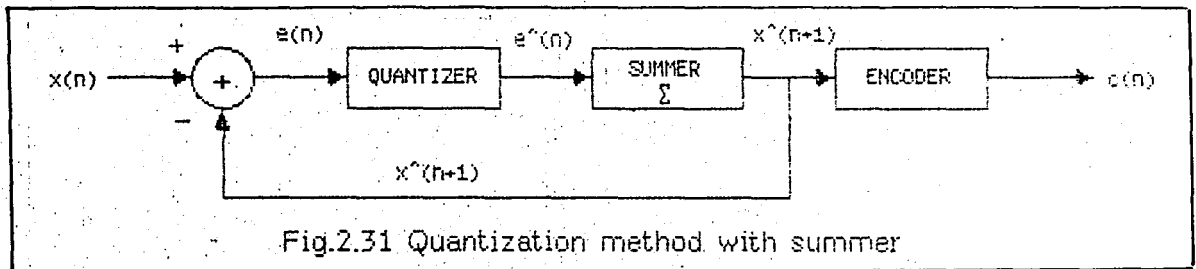 + e(n) e^(n) x^(n+1)
x(n) + QUANTIZER SUMMER Σ ENCODER c(n)
−
x^(n+1)
Fig.2.31 Quantization method with summer